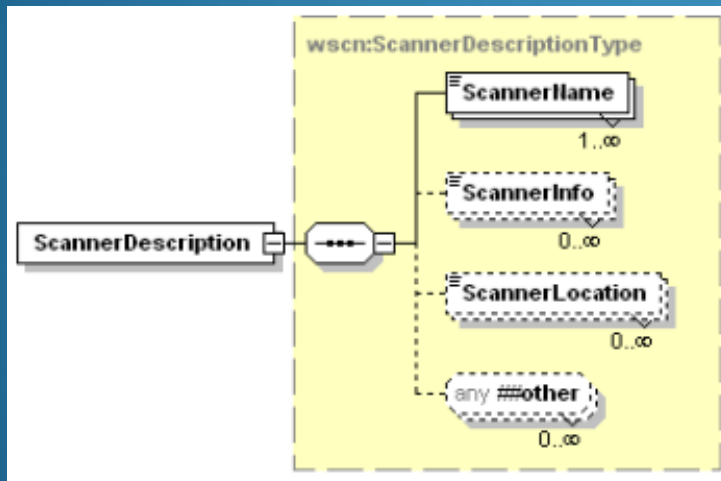 wscn:ScannerDescriptionType
ScannerName
1..∞
ScannerInfo
0..∞
ScannerDescription
ScannerLocation
0..∞
any ##other
0..∞